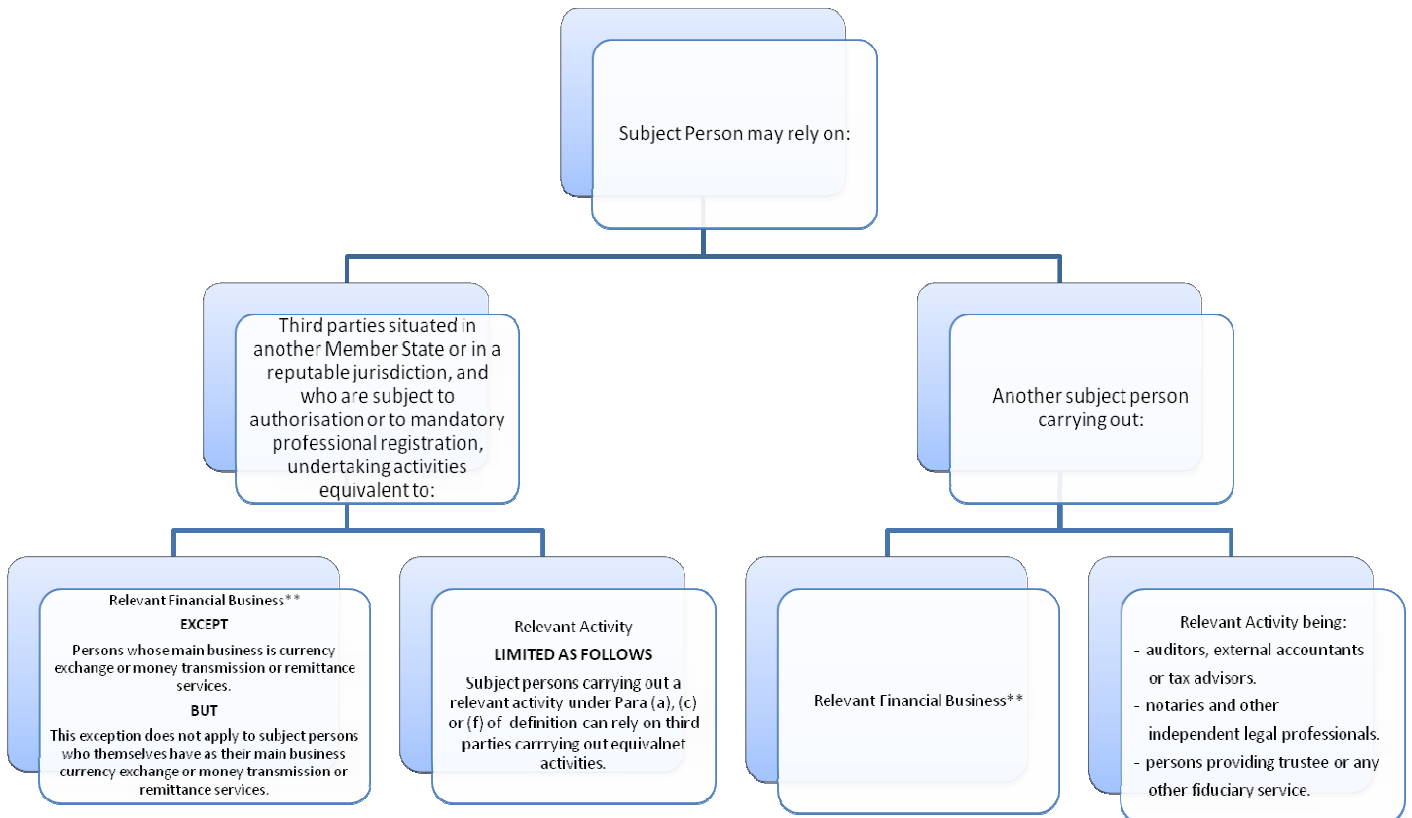 Subject Person may rely on:
Third parties situated in
another Member State or in a
reputable jurisdiction, and
who are subject to
authorisation or to mandatory
professional registration,
undertaking activities
equivalent to:
Another subject person
carrying out:
Relevant Financial Business**
EXCEPT
Persons whose main business is currency
exchange or money transmission or remittance
services.
BUT
This exception does not apply to subject persons
who themselves have as their main business
currency exchange or money transmission or
remittance services.
Relevant Activity
LIMITED AS FOLLOWS
Subject persons carrying out a
relevant activity under Para (a), (c)
or (f) of definition can rely on third
parties carrrying out equivalnet
activities.
Relevant Financial Business**
Relevant Activity being:
- auditors, external accountants
or tax advisors.
- notaries and other
independent legal professionals.
- persons providing trustee or any
other fiduciary service.